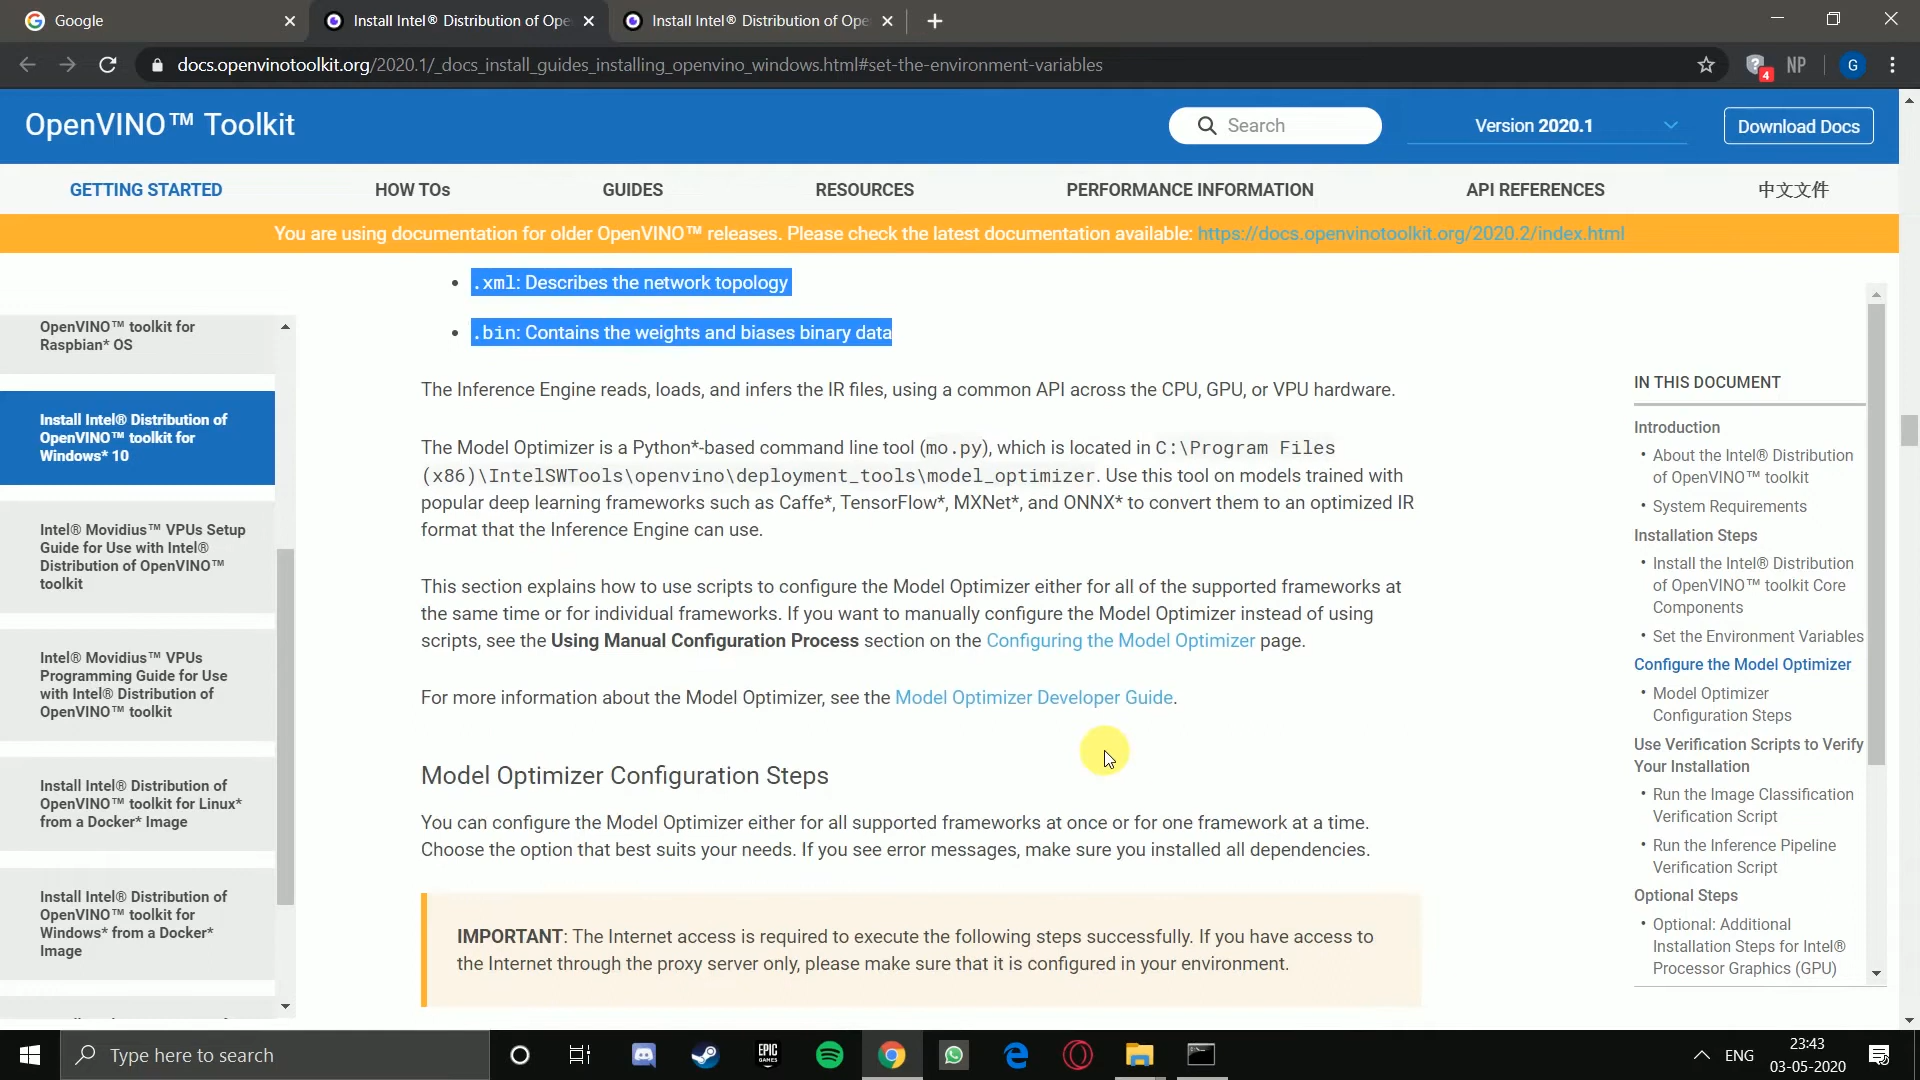 Google
Install Intel® Distribution of Ope
Install Intel® Distribution of Ope
docs.openvinotoolkit.org/2020.1/_docs_install_guides_installing_openvino_windows.html#set-the-environment-variables
4
NP
G
OpenVINO™ Toolkit
Search
Version 2020.1
Download Docs
GETTING STARTED
HOW TOs
GUIDES
RESOURCES
PERFORMANCE INFORMATION
API REFERENCES
中文文件
You are using documentation for older OpenVINO™ releases. Please check the latest documentation available: https://docs.openvinotoolkit.org/2020.2/index.html
OpenVINO™ toolkit for
Raspbian* OS
Install Intel® Distribution of
OpenVINO™ toolkit for
Windows* 10
Intel® Movidius™ VPUs Setup
Guide for Use with Intel®
Distribution of OpenVINO™
toolkit
Intel® Movidius™ VPUs
Programming Guide for Use
with Intel® Distribution of
OpenVINO™ toolkit
Install Intel® Distribution of
OpenVINO™ toolkit for Linux*
from a Docker* Image
Install Intel® Distribution of
OpenVINO™ toolkit for
Windows* from a Docker*
Image
• .xml: Describes the network topology
• .bin: Contains the weights and biases binary data
The Inference Engine reads, loads, and infers the IR files, using a common API across the CPU, GPU, or VPU hardware.
The Model Optimizer is a Python*-based command line tool (mo.py), which is located in C:\Program Files
(x86)\IntelSWTools\openvino\deployment_tools\model_optimizer. Use this tool on models trained with
popular deep learning frameworks such as Caffe*, TensorFlow*, MXNet*, and ONNX* to convert them to an optimized IR
format that the Inference Engine can use.
This section explains how to use scripts to configure the Model Optimizer either for all of the supported frameworks at
the same time or for individual frameworks. If you want to manually configure the Model Optimizer instead of using
scripts, see the Using Manual Configuration Process section on the Configuring the Model Optimizer page.
For more information about the Model Optimizer, see the Model Optimizer Developer Guide.
Model Optimizer Configuration Steps
You can configure the Model Optimizer either for all supported frameworks at once or for one framework at a time.
Choose the option that best suits your needs. If you see error messages, make sure you installed all dependencies.
IMPORTANT: The Internet access is required to execute the following steps successfully. If you have access to
the Internet through the proxy server only, please make sure that it is configured in your environment.
IN THIS DOCUMENT
Introduction
• About the Intel® Distribution
of OpenVINO™ toolkit
• System Requirements
Installation Steps
• Install the Intel® Distribution
of OpenVINO™ toolkit Core
Components
• Set the Environment Variables
Configure the Model Optimizer
• Model Optimizer
Configuration Steps
Use Verification Scripts to Verify
Your Installation
• Run the Image Classification
Verification Script
• Run the Inference Pipeline
Verification Script
Optional Steps
• Optional: Additional
Installation Steps for Intel®
Processor Graphics (GPU)
Type here to search
EPIC
GAMES
ENG
23:43
03-05-2020